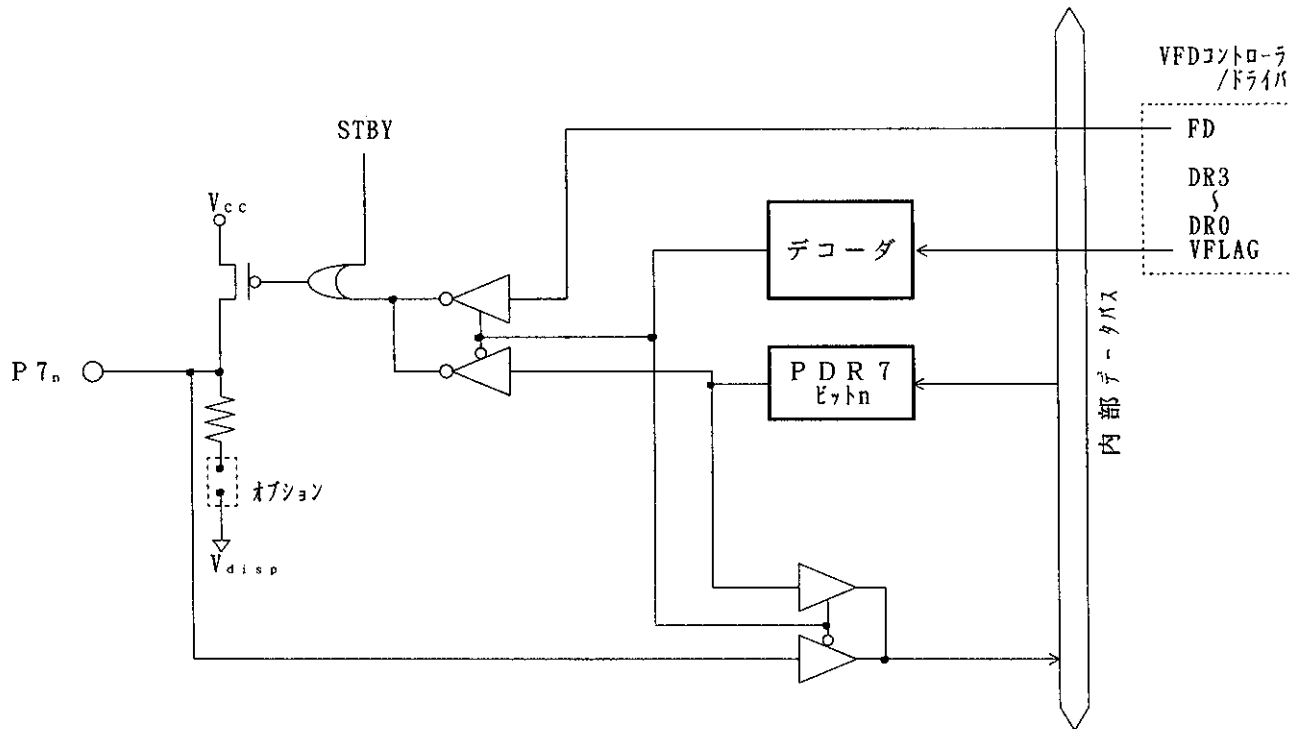 VFDコントローラ
/ドライバ
STBY
FD
DR3
〜
DR0
VFLAG
Vcc
デコーダ
P7n
PDR7
ビットn
内部データバス
オプション
Vdisp